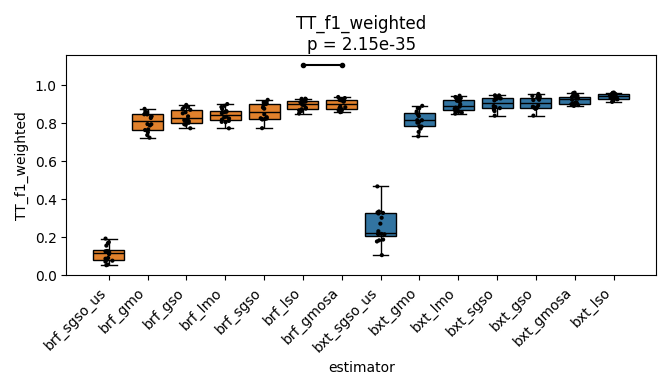 TT_f1_weighted
p = 2.15e-35
TT_f1_weighted
1.0
0.8
0.6
0.4
0.2
0.0
brf_sgso_us
brf_gmo
brf_gso
brf_lmo
brf_sgso
brf_lso
brf_gmosa
bxt_sgso_us
bxt_gmo
bxt_lmo
bxt_sgso
bxt_gso
bxt_gmosa
bxt_lso
estimator